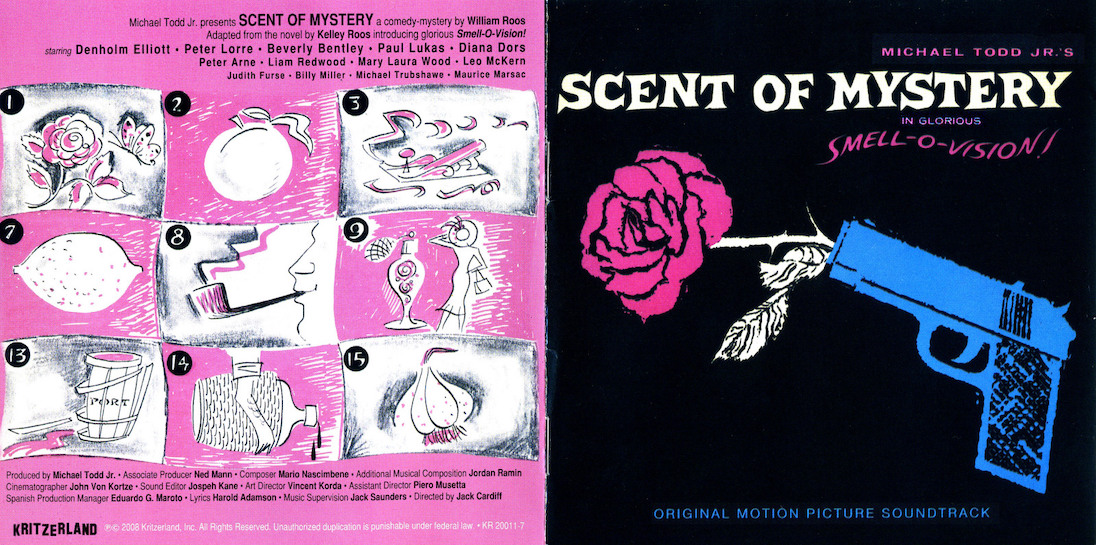 Michael Todd Jr. presents SCENT OF MYSTERY a comedy-mystery by William Roos
Adapted from the novel by Kelley Roos introducing glorious Smell-O-Vision!
starring Denholm Elliott • Peter Lorre • Beverly Bentley • Paul Lukas • Diana Dors
Peter Arne • Liam Redwood • Mary Laura Wood • Leo McKern
Judith Furse • Billy Miller • Michael Trubshawe • Maurice Marsac
1
2
3
7
8
9
13
PORT
14
15
Produced by Michael Todd Jr. • Associate Producer Ned Mann • Composer Mario Nascimbene • Additional Musical Composition Jordan Ramin
Cinematographer John Von Kortze • Sound Editor Jospeh Kane • Art Director Vincent Korda • Assistant Director Piero Musetta
Spanish Production Manager Eduardo G. Maroto • Lyrics Harold Adamson • Music Supervision Jack Saunders • Directed by Jack Cardiff
KRITZERLAND ℗© 2008 Kritzerland, Inc. All Rights Reserved. Unauthorized duplication is punishable under federal law. • KR 20011-7
MICHAEL TODD JR.'S
SCENT OF MYSTERY
IN GLORIOUS
SMELL-O-VISION!
ORIGINAL MOTION PICTURE SOUNDTRACK